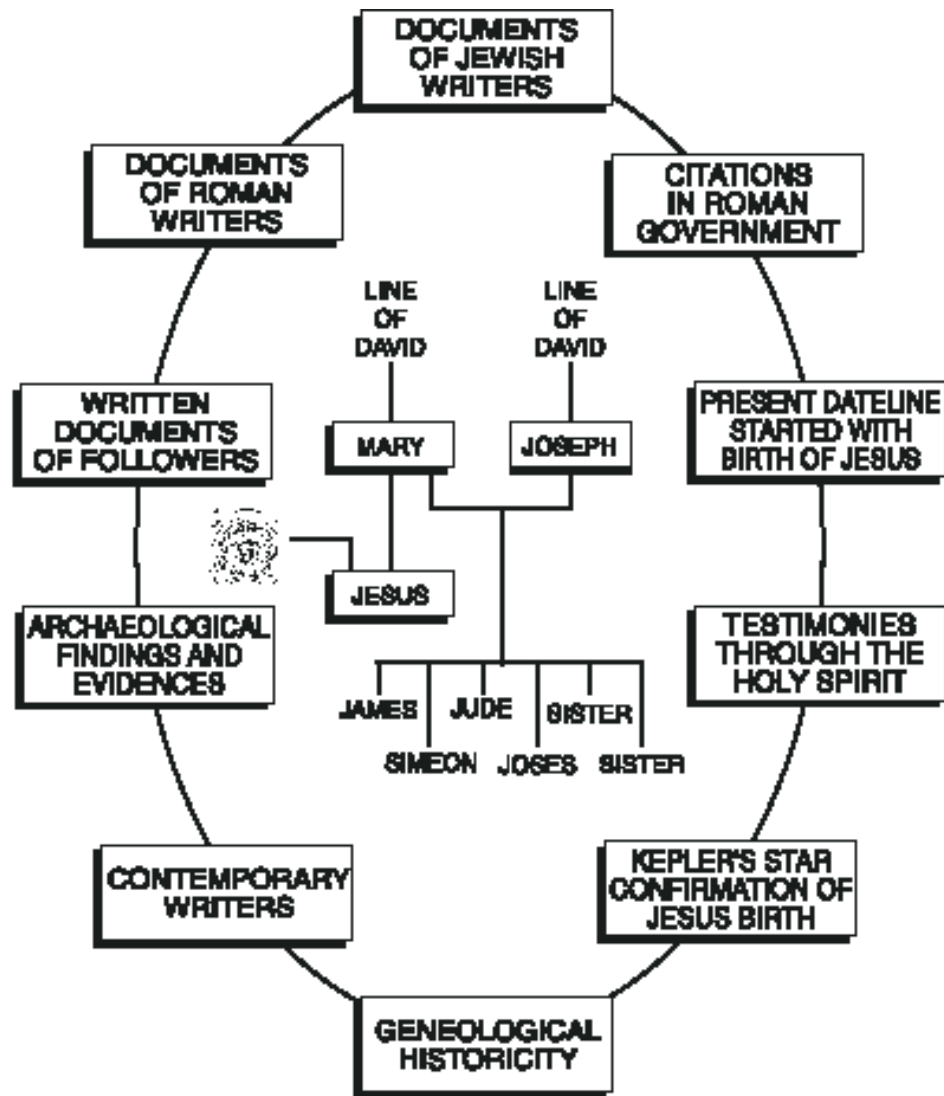 DOCUMENTS
OF JEWISH
WRITERS
DOCUMENTS
OF ROMAN
WRITERS
CITATIONS
IN ROMAN
GOVERNMENT
LINE
OF
DAVID
LINE
OF
DAVID
WRITTEN
DOCUMENTS
OF FOLLOWERS
MARY
JOSEPH
PRESENT DATELINE
STARTED WITH
BIRTH OF JESUS
JESUS
ARCHAEOLOGICAL
FINDINGS AND
EVIDENCES
TESTIMONIES
THROUGH THE
HOLY SPIRIT
JAMES
JUDE
SISTER
SIMEON
JOSES
SISTER
CONTEMPORARY
WRITERS
KEPLER'S STAR
CONFIRMATION OF
JESUS BIRTH
GENEOLOGICAL
HISTORICITY